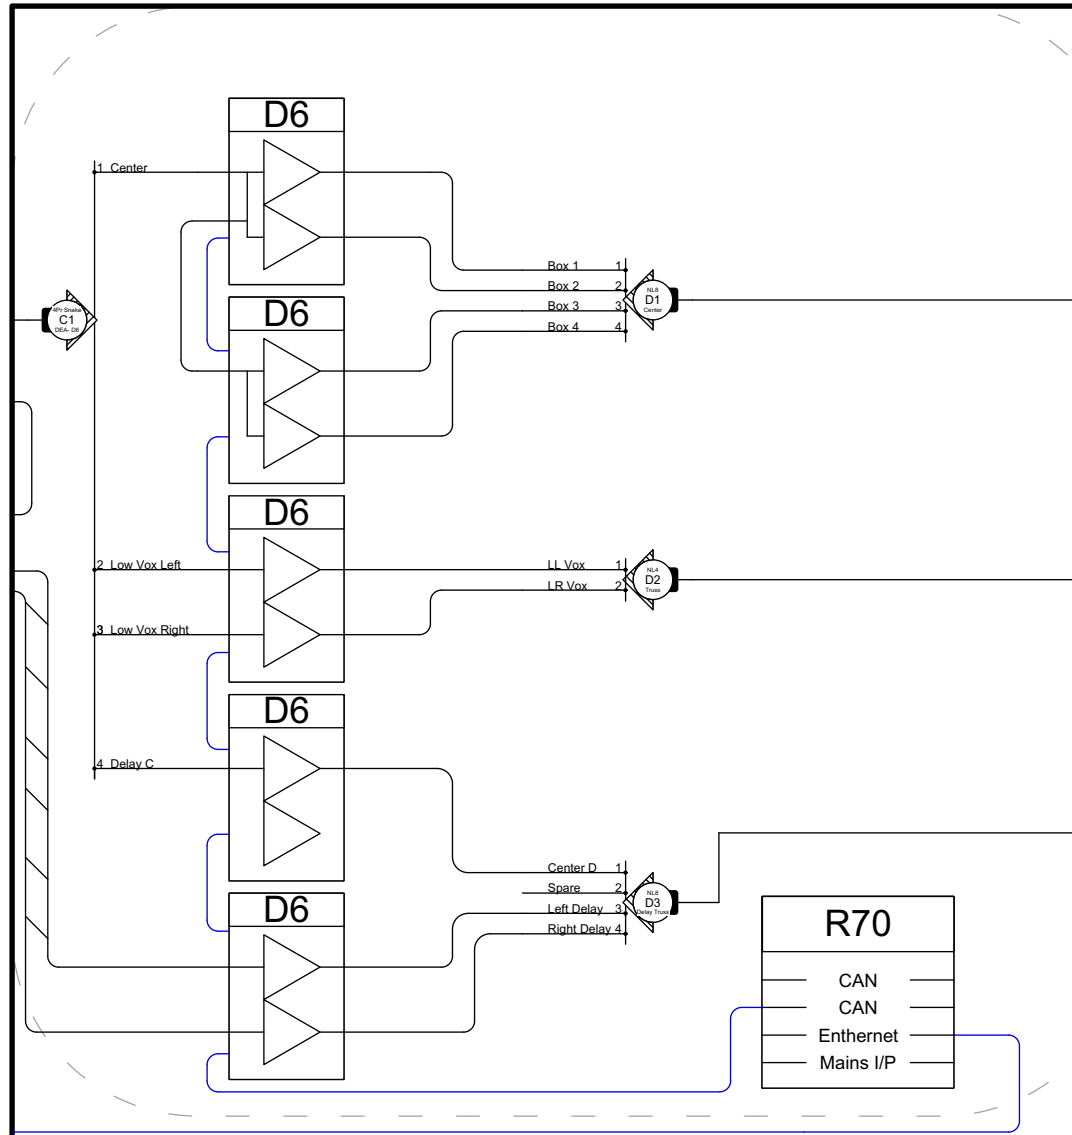 D6
1 Center
Box 1 1
Box 2 2
Box 3 3
Box 4 4
NL8
D1
Center
D6
4Pr Snake
C1
DEA- D6
D6
2 Low Vox Left
LL Vox 1
LR Vox 2
NL4
D2
Truss
3 Low Vox Right
D6
4 Delay C
Center D 1
Spare 2
Left Delay 3
Right Delay 4
NL8
D3
Delay Truss
D6
R70
CAN
CAN
Enthernet
Mains I/P